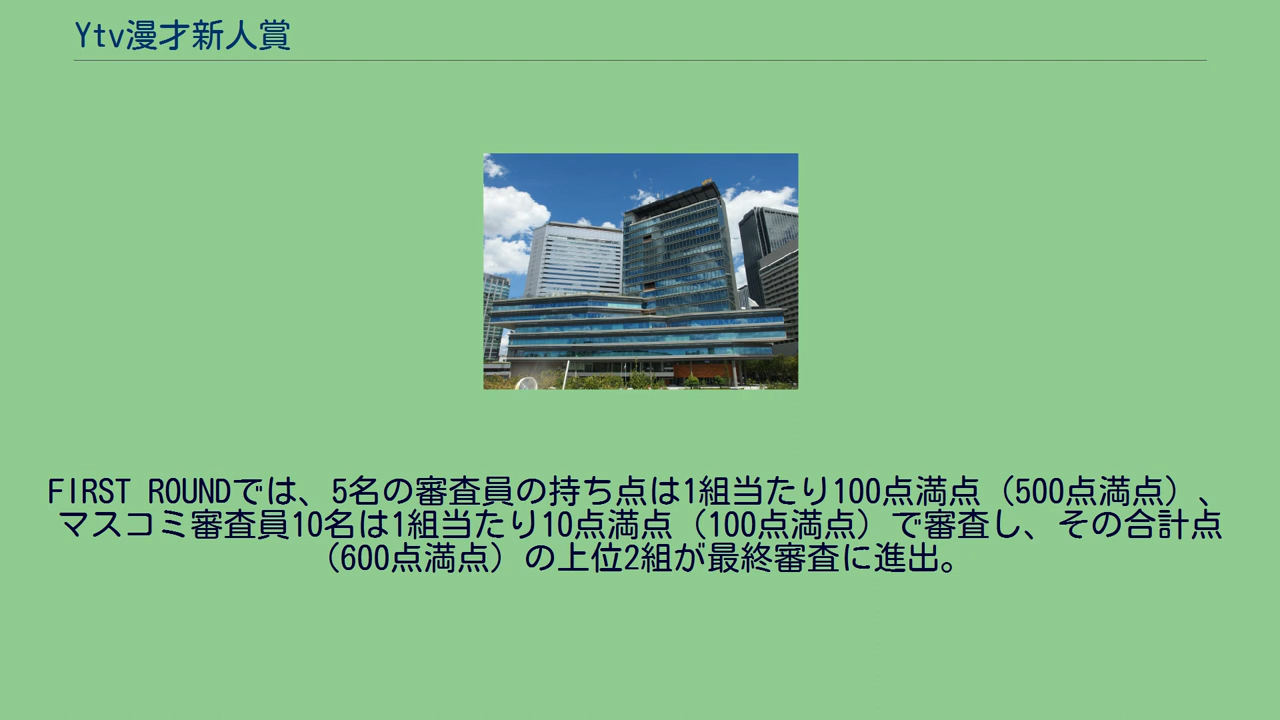 Ytv漫才新人賞
FIRST ROUNDでは、5名の審査員の持ち点は1組当たり100点満点（500点満点）、
マスコミ審査員10名は1組当たり10点満点（100点満点）で審査し、その合計点
（600点満点）の上位2組が最終審査に進出。